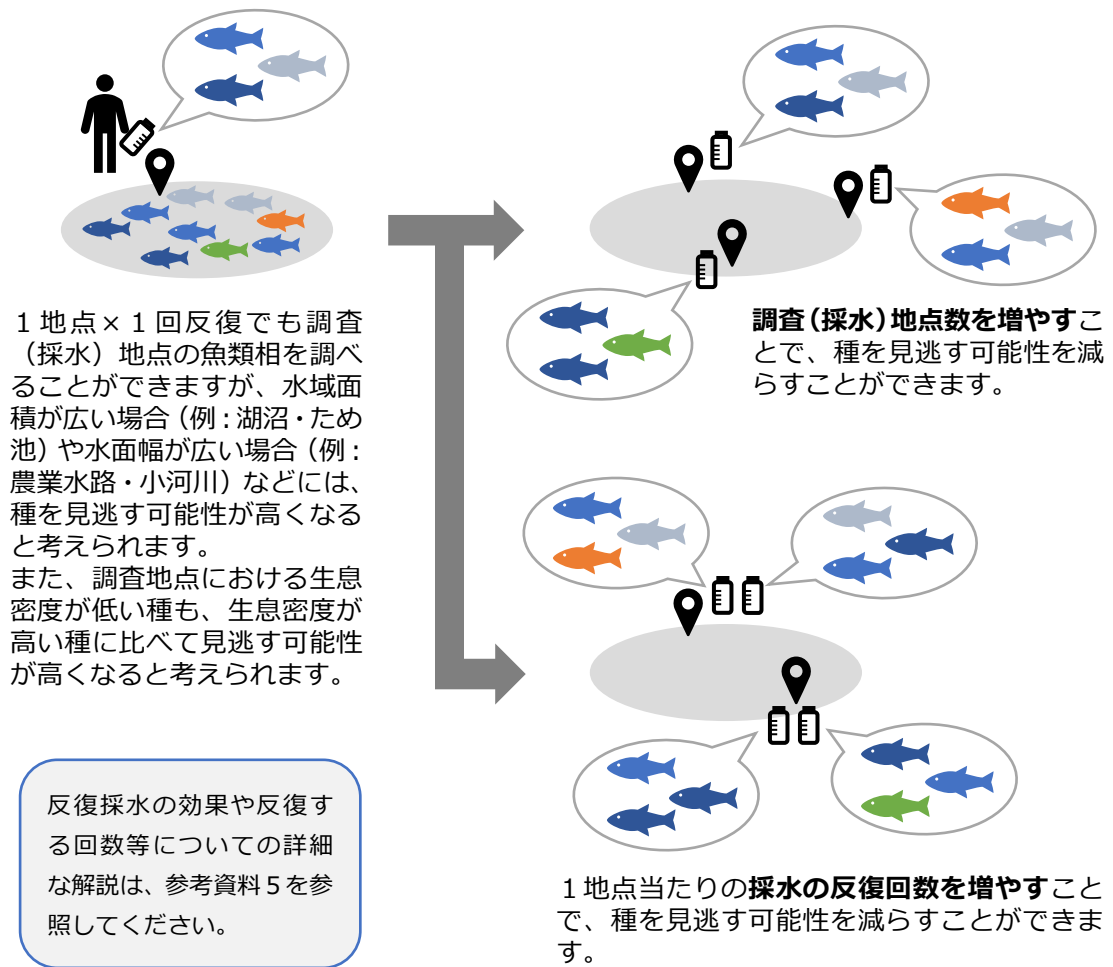 １地点×１回反復でも調査
（採水）地点の魚類相を調べ
ることができますが、水域面
積が広い場合（例：湖沼・ため
池）や水面幅が広い場合（例：
農業水路・小河川）などには、
種を見逃す可能性が高くなる
と考えられます。
また、調査地点における生息
密度が低い種も、生息密度が
高い種に比べて見逃す可能性
が高くなると考えられます。
反復採水の効果や反復す
る回数等についての詳細
な解説は、参考資料５を参
照してください。
調査（採水）地点数を増やすこ
とで、種を見逃す可能性を減
らすことができます。
１地点当たりの採水の反復回数を増やすこと
で、種を見逃す可能性を減らすことができま
す。